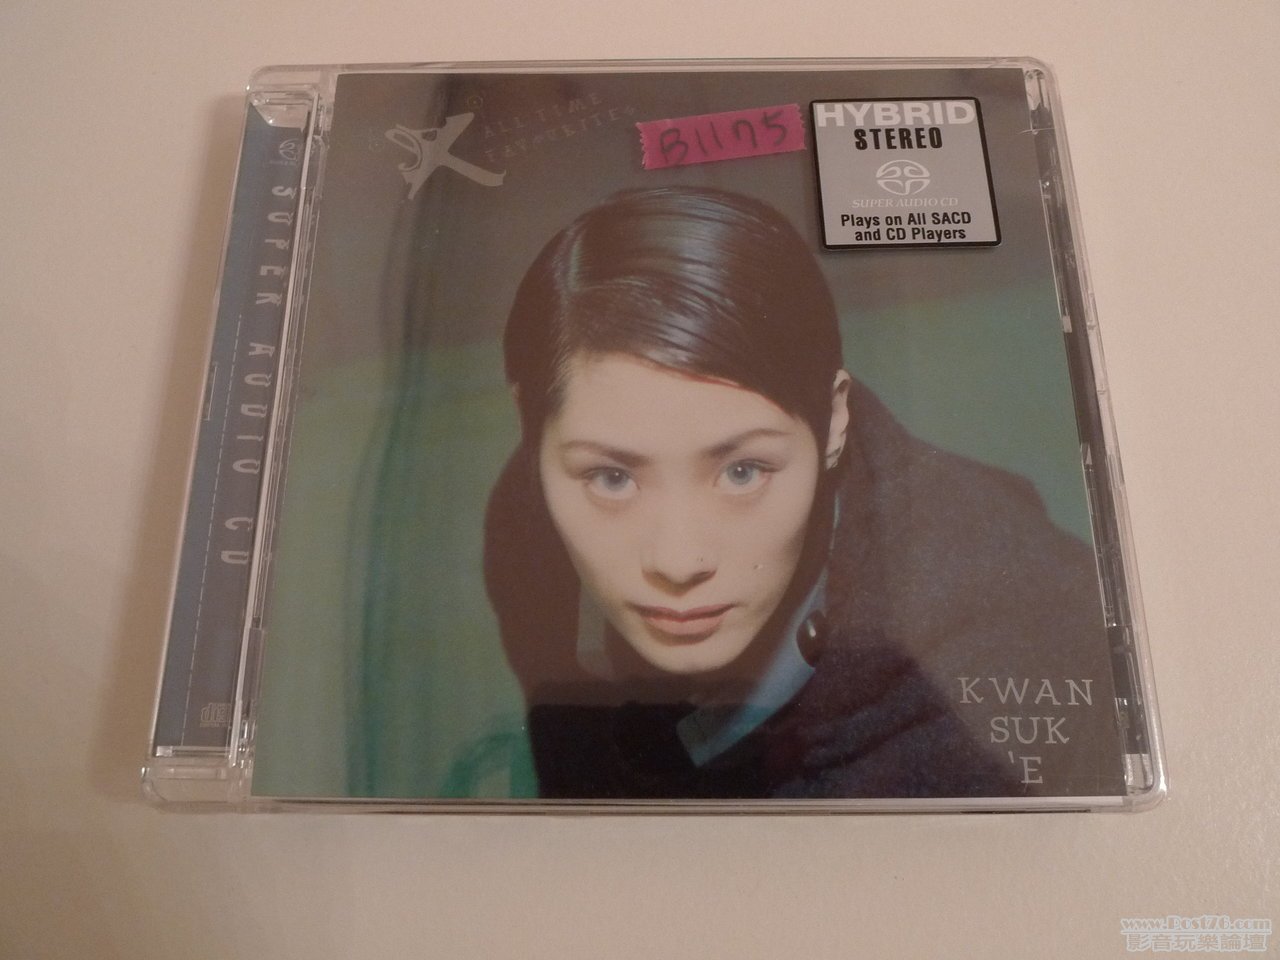 ALL TIME
FAVOURITES
B1175
HYBRID
STEREO
SUPER AUDIO CD
Plays on All SACD
and CD Players
SUPER AUDIO CD
KWAN
SUK
'E
www.Post76.com
影音玩樂論壇